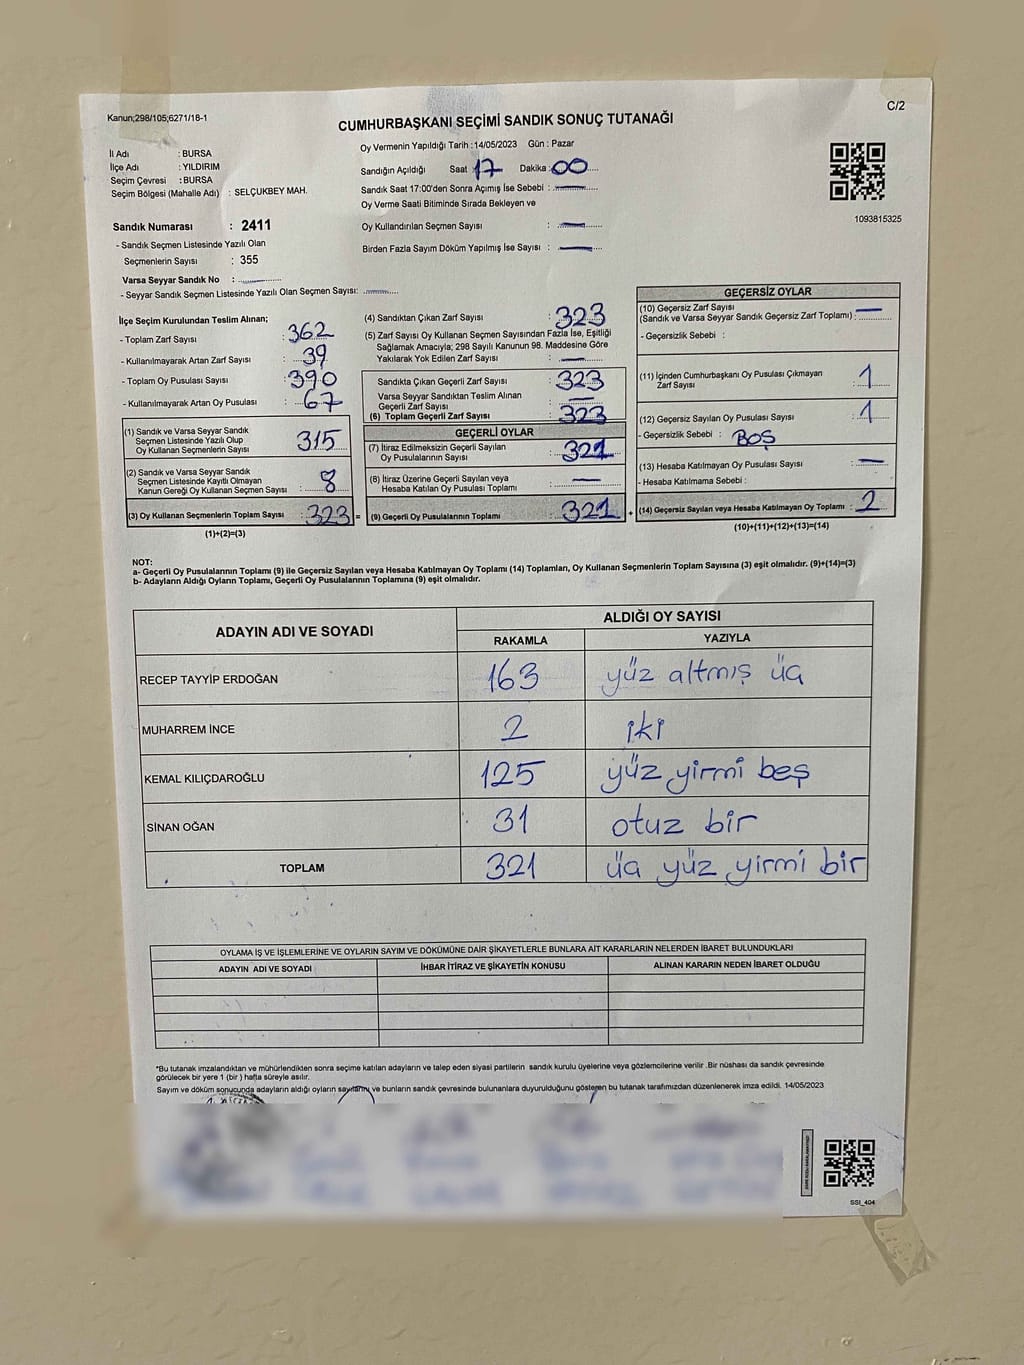 Kanun;298/105;6271/18-1
C/2
CUMHURBAŞKANI SEÇİMİ SANDIK SONUÇ TUTANAĞI
İl Adı : BURSA
İlçe Adı : YILDIRIM
Seçim Çevresi : BURSA
Seçim Bölgesi (Mahalle Adı) : SELÇUKBEY MAH.
Sandık Numarası : 2411
- Sandık Seçmen Listesinde Yazılı Olan
Seçmenlerin Sayısı : 355
Varsa Seyyar Sandık No :
- Seyyar Sandık Seçmen Listesinde Yazılı Olan Seçmen Sayısı:
Oy Vermenin Yapıldığı Tarih :14/05/2023 Gün : Pazar
Sandığın Açıldığı Saat 17 Dakika:00
Sandık Saat 17:00'den Sonra Açımış İse Sebebi : —
Oy Verme Saati Bitiminde Sırada Bekleyen ve
Oy Kullandırılan Seçmen Sayısı : —
Birden Fazla Sayım Döküm Yapılmış İse Sayısı : —
1093815325
İlçe Seçim Kurulundan Teslim Alınan;
- Toplam Zarf Sayısı : 362
- Kullanılmayarak Artan Zarf Sayısı : 39
- Toplam Oy Pusulası Sayısı : 390
- Kullanılmayarak Artan Oy Pusulası : 67
(1) Sandık ve Varsa Seyyar Sandık
Seçmen Listesinde Yazılı Olup
Oy Kullanan Seçmenlerin Sayısı : 315
(2) Sandık ve Varsa Seyyar Sandık
Seçmen Listesinde Kayıtlı Olmayan
Kanun Gereği Oy Kullanan Seçmen Sayısı : 8
(3) Oy Kullanan Seçmenlerin Toplam Sayısı : 323 =
(1)+(2)=(3)
(4) Sandıktan Çıkan Zarf Sayısı : 323
(5) Zarf Sayısı Oy Kullanan Seçmen Sayısından Fazla İse, Eşitliği
Sağlamak Amacıyla; 298 Sayılı Kanunun 98. Maddesine Göre
Yakılarak Yok Edilen Zarf Sayısı : —
Sandıkta Çıkan Geçerli Zarf Sayısı : 323
Varsa Seyyar Sandıktan Teslim Alınan
Geçerli Zarf Sayısı : —
(6) Toplam Geçerli Zarf Sayısı : 323
GEÇERLİ OYLAR
(7) İtiraz Edilmeksizin Geçerli Sayılan
Oy Pusulalarının Sayısı : 321
(8) İtiraz Üzerine Geçerli Sayılan veya
Hesaba Katılan Oy Pusulası Toplamı : —
(9) Geçerli Oy Pusulalarının Toplamı : 321 +
GEÇERSİZ OYLAR
(10) Geçersiz Zarf Sayısı
(Sandık ve Varsa Seyyar Sandık Geçersiz Zarf Toplamı) : —
- Geçersizlik Sebebi :
(11) İçinden Cumhurbaşkanı Oy Pusulası Çıkmayan
Zarf Sayısı : 1
(12) Geçersiz Sayılan Oy Pusulası Sayısı : 1
- Geçersizlik Sebebi : BOŞ
(13) Hesaba Katılmayan Oy Pusulası Sayısı : —
- Hesaba Katılmama Sebebi :
(14) Geçersiz Sayılan veya Hesaba Katılmayan Oy Toplamı : 2
(10)+(11)+(12)+(13)=(14)
NOT:
a- Geçerli Oy Pusulalarının Toplamı (9) ile Geçersiz Sayılan veya Hesaba Katılmayan Oy Toplamı (14) Toplamları, Oy Kullanan Seçmenlerin Toplam Sayısına (3) eşit olmalıdır. (9)+(14)=(3)
b- Adayların Aldığı Oyların Toplamı, Geçerli Oy Pusulalarının Toplamına (9) eşit olmalıdır.
ADAYIN ADI VE SOYADI
ALDIĞI OY SAYISI
RAKAMLA YAZIYLA
RECEP TAYYİP ERDOĞAN 163 yüz altmış üç
MUHARREM İNCE 2 iki
KEMAL KILIÇDAROĞLU 125 yüz yirmi beş
SİNAN OĞAN 31 otuz bir
TOPLAM 321 üç yüz yirmi bir
OYLAMA İŞ VE İŞLEMLERİNE VE OYLARIN SAYIM VE DÖKÜMÜNE DAİR ŞİKAYETLERLE BUNLARA AİT KARARLARIN NELERDEN İBARET BULUNDUKLARI
ADAYIN ADI VE SOYADI İHBAR İTİRAZ VE ŞİKAYETİN KONUSU ALINAN KARARIN NEDEN İBARET OLDUĞU
*Bu tutanak imzalandıktan ve mühürlendikten sonra seçime katılan adayların ve talep eden siyasi partilerin sandık kurulu üyelerine veya gözlemcilerine verilir .Bir nüshası da sandık çevresinde
görülecek bir yere 1 (bir ) hafta süreyle asılır.
Sayım ve döküm sonucunda adayların aldığı oyların sayılarını ve bunların sandık çevresinde bulunanlara duyurulduğunu gösteren bu tutanak tarafımızdan düzenlenerek imza edildi. 14/05/2023
SSI_404